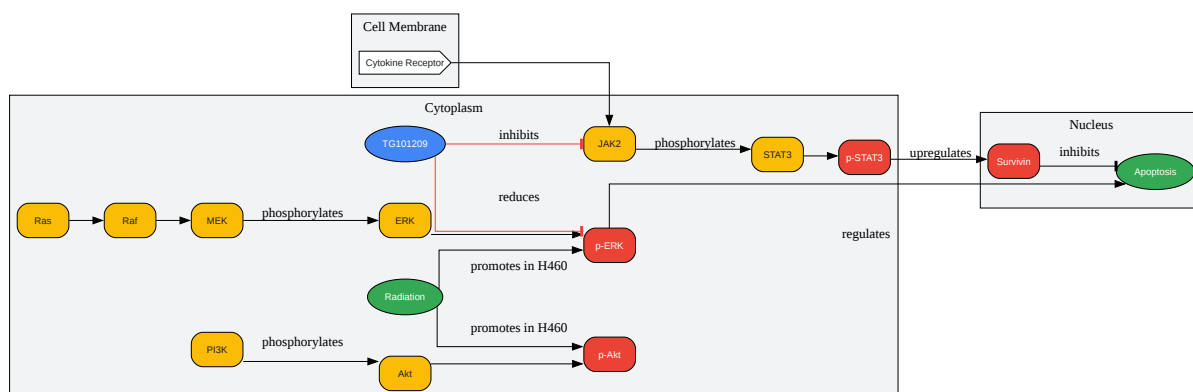 Cell Membrane
Cytokine Receptor
Cytoplasm
Nucleus
TG101209
inhibits
JAK2
phosphorylates
STAT3
p-STAT3
upregulates
Survivin
inhibits
Apoptosis
reduces
Ras
Raf
MEK
phosphorylates
ERK
p-ERK
regulates
promotes in H460
Radiation
promotes in H460
PI3K
phosphorylates
Akt
p-Akt